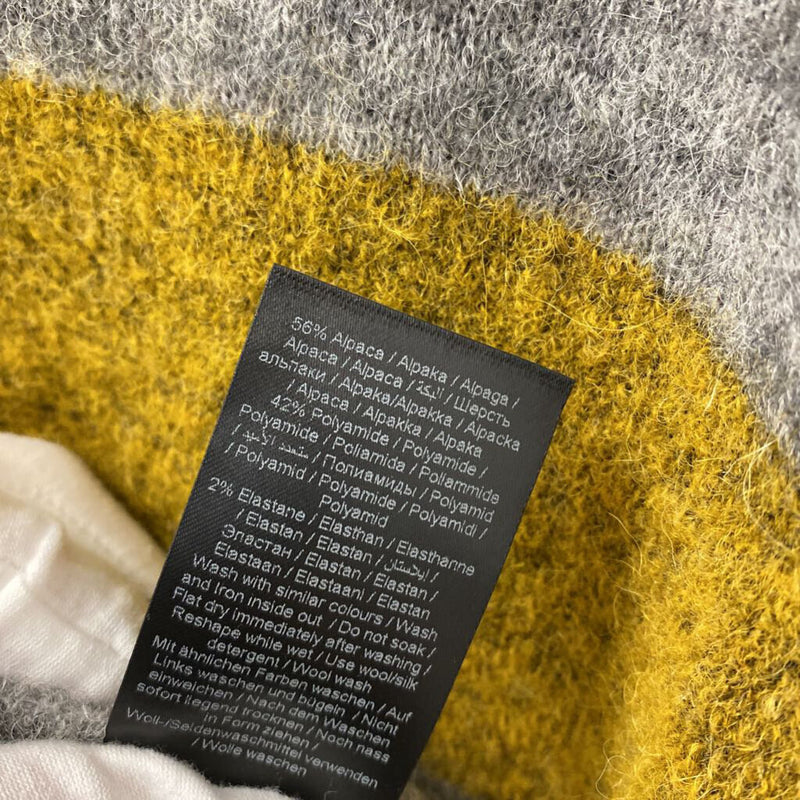 56% Alpaca / Alpaka / Alpaga /
Alpaca / Alpaca / البكة / Шерсть
альпаки / Alpaka/Alpakka / Alpacka
/ Alpaca / Alpakka / Alpaka
42% Polyamide / Polyamid /
Polyamide / Poliamida / Poliammide
/ متعدد الأميد / Полиамиды / Polyamid
/ Polyamid / Polyamide / Polyamidi /
Polyamid
2% Elastane / Elasthan / Elasthanne
/ Elastan / Elastan / إيلاستان /
Эластан / Elastan / Elastan /
Elastaan / Elastaani / Elastan
Wash with similar colours / Wash
and Iron inside out / Do not soak /
Flat dry immediately after washing /
Reshape while wet / Use wool/silk
detergent / Wool wash
Mit ähnlichen Farben waschen / Auf
Links waschen und bügeln / Nicht
einweichen / Nach dem Waschen
sofort liegend trocknen / Noch nass
in Form ziehen /
Woll-/Seidenwaschmittel verwenden
/ Wolle waschen